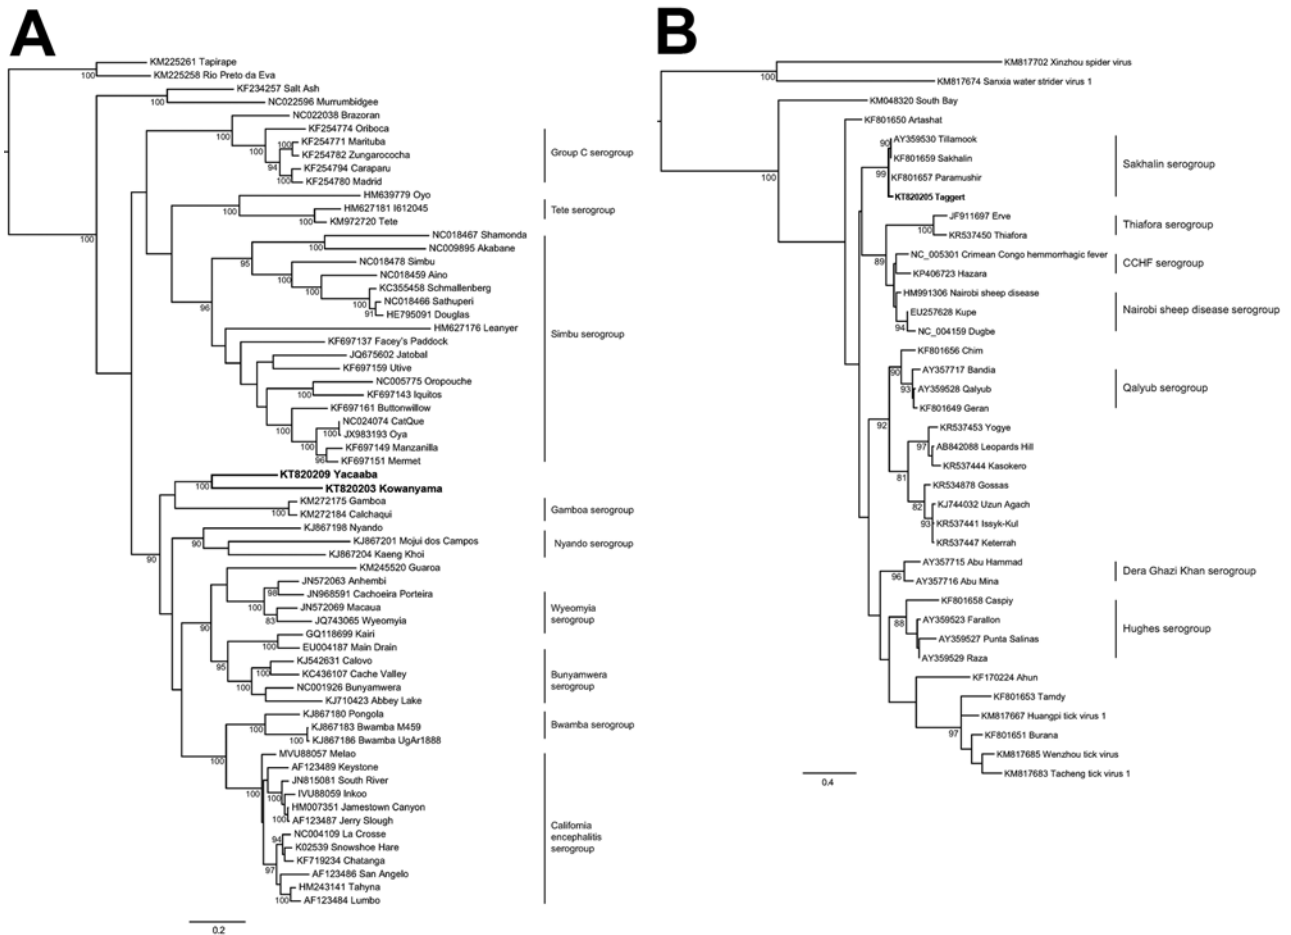 A
KM225261 Tapirape
100
KM225258 Rio Preto da Eva
KF234257 Salt Ash
100
NC022596 Murrumbidgee
NC022038 Brazoran
100
KF254774 Oriboca
KF254771 Marituba
100
100
KF254782 Zungarococha
Group C serogroup
94
KF254794 Caraparu
100
KF254780 Madrid
HM639779 Oyo
100
HM627181 I612045
Tete serogroup
100
KM972720 Tete
100
NC018467 Shamonda
100
NC009895 Akabane
95
NC018478 Simbu
100
NC018459 Aino
100
KC355458 Schmallenberg
100
NC018466 Sathuperi
91
HE795091 Douglas
96
HM627176 Leanyer
Simbu serogroup
KF697137 Facey's Paddock
JQ675602 Jatobal
KF697159 Utive
NC005775 Oropouche
100
KF697143 Iquitos
KF697161 Buttonwillow
100
NC024074 CatQue
100
JX983193 Oya
100
KF697149 Manzanilla
96
KF697151 Mermet
KT820209 Yacaaba
100
KT820203 Kowanyama
KM272175 Gamboa
100
KM272184 Calchaqui
Gamboa serogroup
KJ867198 Nyando
90
KJ867201 Mojui dos Campos
Nyando serogroup
90
KJ867204 Kaeng Khoi
KM245520 Guaroa
JN572063 Anhembi
98
JN968591 Cachoeira Porteira
100
JN572069 Macaua
83
JQ743065 Wyeomyia
Wyeomyia
serogroup
90
GQ118699 Kairi
100
EU004187 Main Drain
95
KJ542631 Calovo
100
KC436107 Cache Valley
100
NC001926 Bunyamwera
KJ710423 Abbey Lake
Bunyamwera
serogroup
KJ867180 Pongola
100
KJ867183 Bwamba M459
100
KJ867186 Bwamba UgAr1888
Bwamba serogroup
100
MVU88057 Melao
AF123489 Keystone
JN815081 South River
100
100
IVU88059 Inkoo
HM007351 Jamestown Canyon
100
AF123487 Jerry Slough
NC004109 La Crosse
94
K02539 Snowshoe Hare
KF719234 Chatanga
97
AF123486 San Angelo
HM243141 Tahyna
100
AF123484 Lumbo
California
encephalitis
serogroup
0.2
B
KM817702 Xinzhou spider virus
100
KM817674 Sanxia water strider virus 1
KM048320 South Bay
100
KF801650 Artashat
AY359530 Tillamook
90
KF801659 Sakhalin
99
KF801657 Paramushir
KT820205 Taggert
Sakhalin serogroup
JF911697 Erve
100
KR537450 Thiafora
Thiafora serogroup
89
NC_005301 Crimean Congo hemmorrhagic fever
KP406723 Hazara
CCHF serogroup
HM991306 Nairobi sheep disease
EU257628 Kupe
94
NC_004159 Dugbe
Nairobi sheep disease serogroup
KF801656 Chim
90
AY357717 Bandia
93
AY359528 Qalyub
KF801649 Geran
Qalyub serogroup
92
KR537453 Yogye
97
AB842088 Leopards Hill
KR537444 Kasokero
81
KR534878 Gossas
82
KJ744032 Uzun Agach
93
KR537441 Issyk-Kul
KR537447 Keterrah
AY357715 Abu Hammad
96
AY357716 Abu Mina
Dera Ghazi Khan serogroup
KF801658 Caspiy
88
AY359523 Farallon
AY359527 Punta Salinas
AY359529 Raza
Hughes serogroup
KF170224 Ahun
KF801653 Tamdy
KM817667 Huangpi tick virus 1
97
KF801651 Burana
KM817685 Wenzhou tick virus
KM817683 Tacheng tick virus 1
0.4